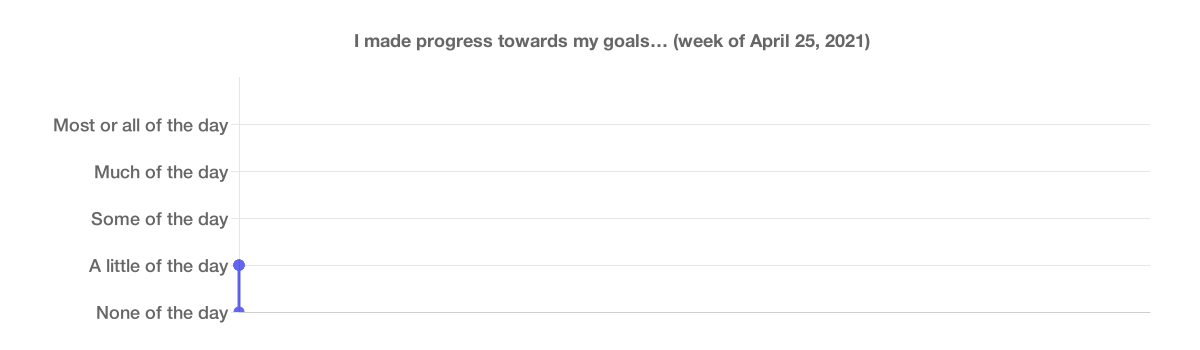 I made progress towards my goals… (week of April 25, 2021)
Most or all of the day
Much of the day
Some of the day
A little of the day
None of the day